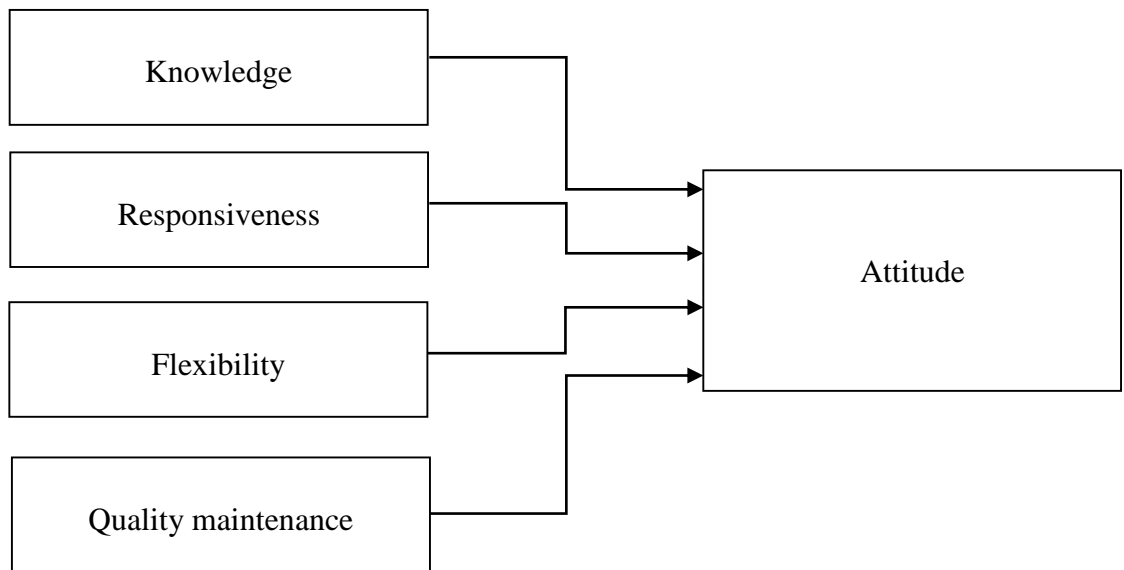 Knowledge
Responsiveness
Attitude
Flexibility
Quality maintenance